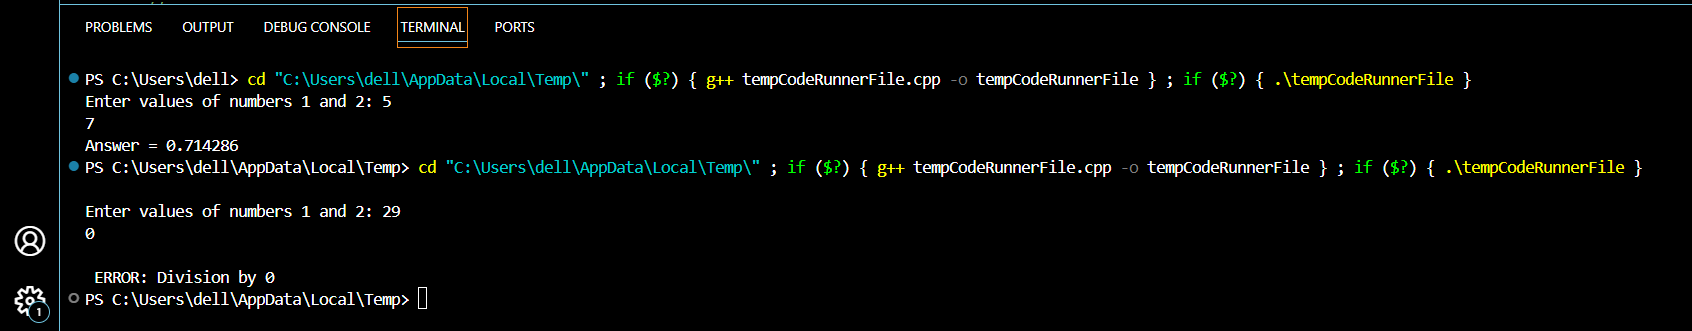 PROBLEMS OUTPUT DEBUG CONSOLE TERMINAL PORTS
PS C:\Users\dell> cd "C:\Users\dell\AppData\Local\Temp\" ; if ($?) { g++ tempCodeRunnerFile.cpp -o tempCodeRunnerFile } ; if ($?) { .\tempCodeRunnerFile }
Enter values of numbers 1 and 2: 5
7
Answer = 0.714286
PS C:\Users\dell\AppData\Local\Temp> cd "C:\Users\dell\AppData\Local\Temp\" ; if ($?) { g++ tempCodeRunnerFile.cpp -o tempCodeRunnerFile } ; if ($?) { .\tempCodeRunnerFile }
Enter values of numbers 1 and 2: 29
0
ERROR: Division by 0
PS C:\Users\dell\AppData\Local\Temp>
1